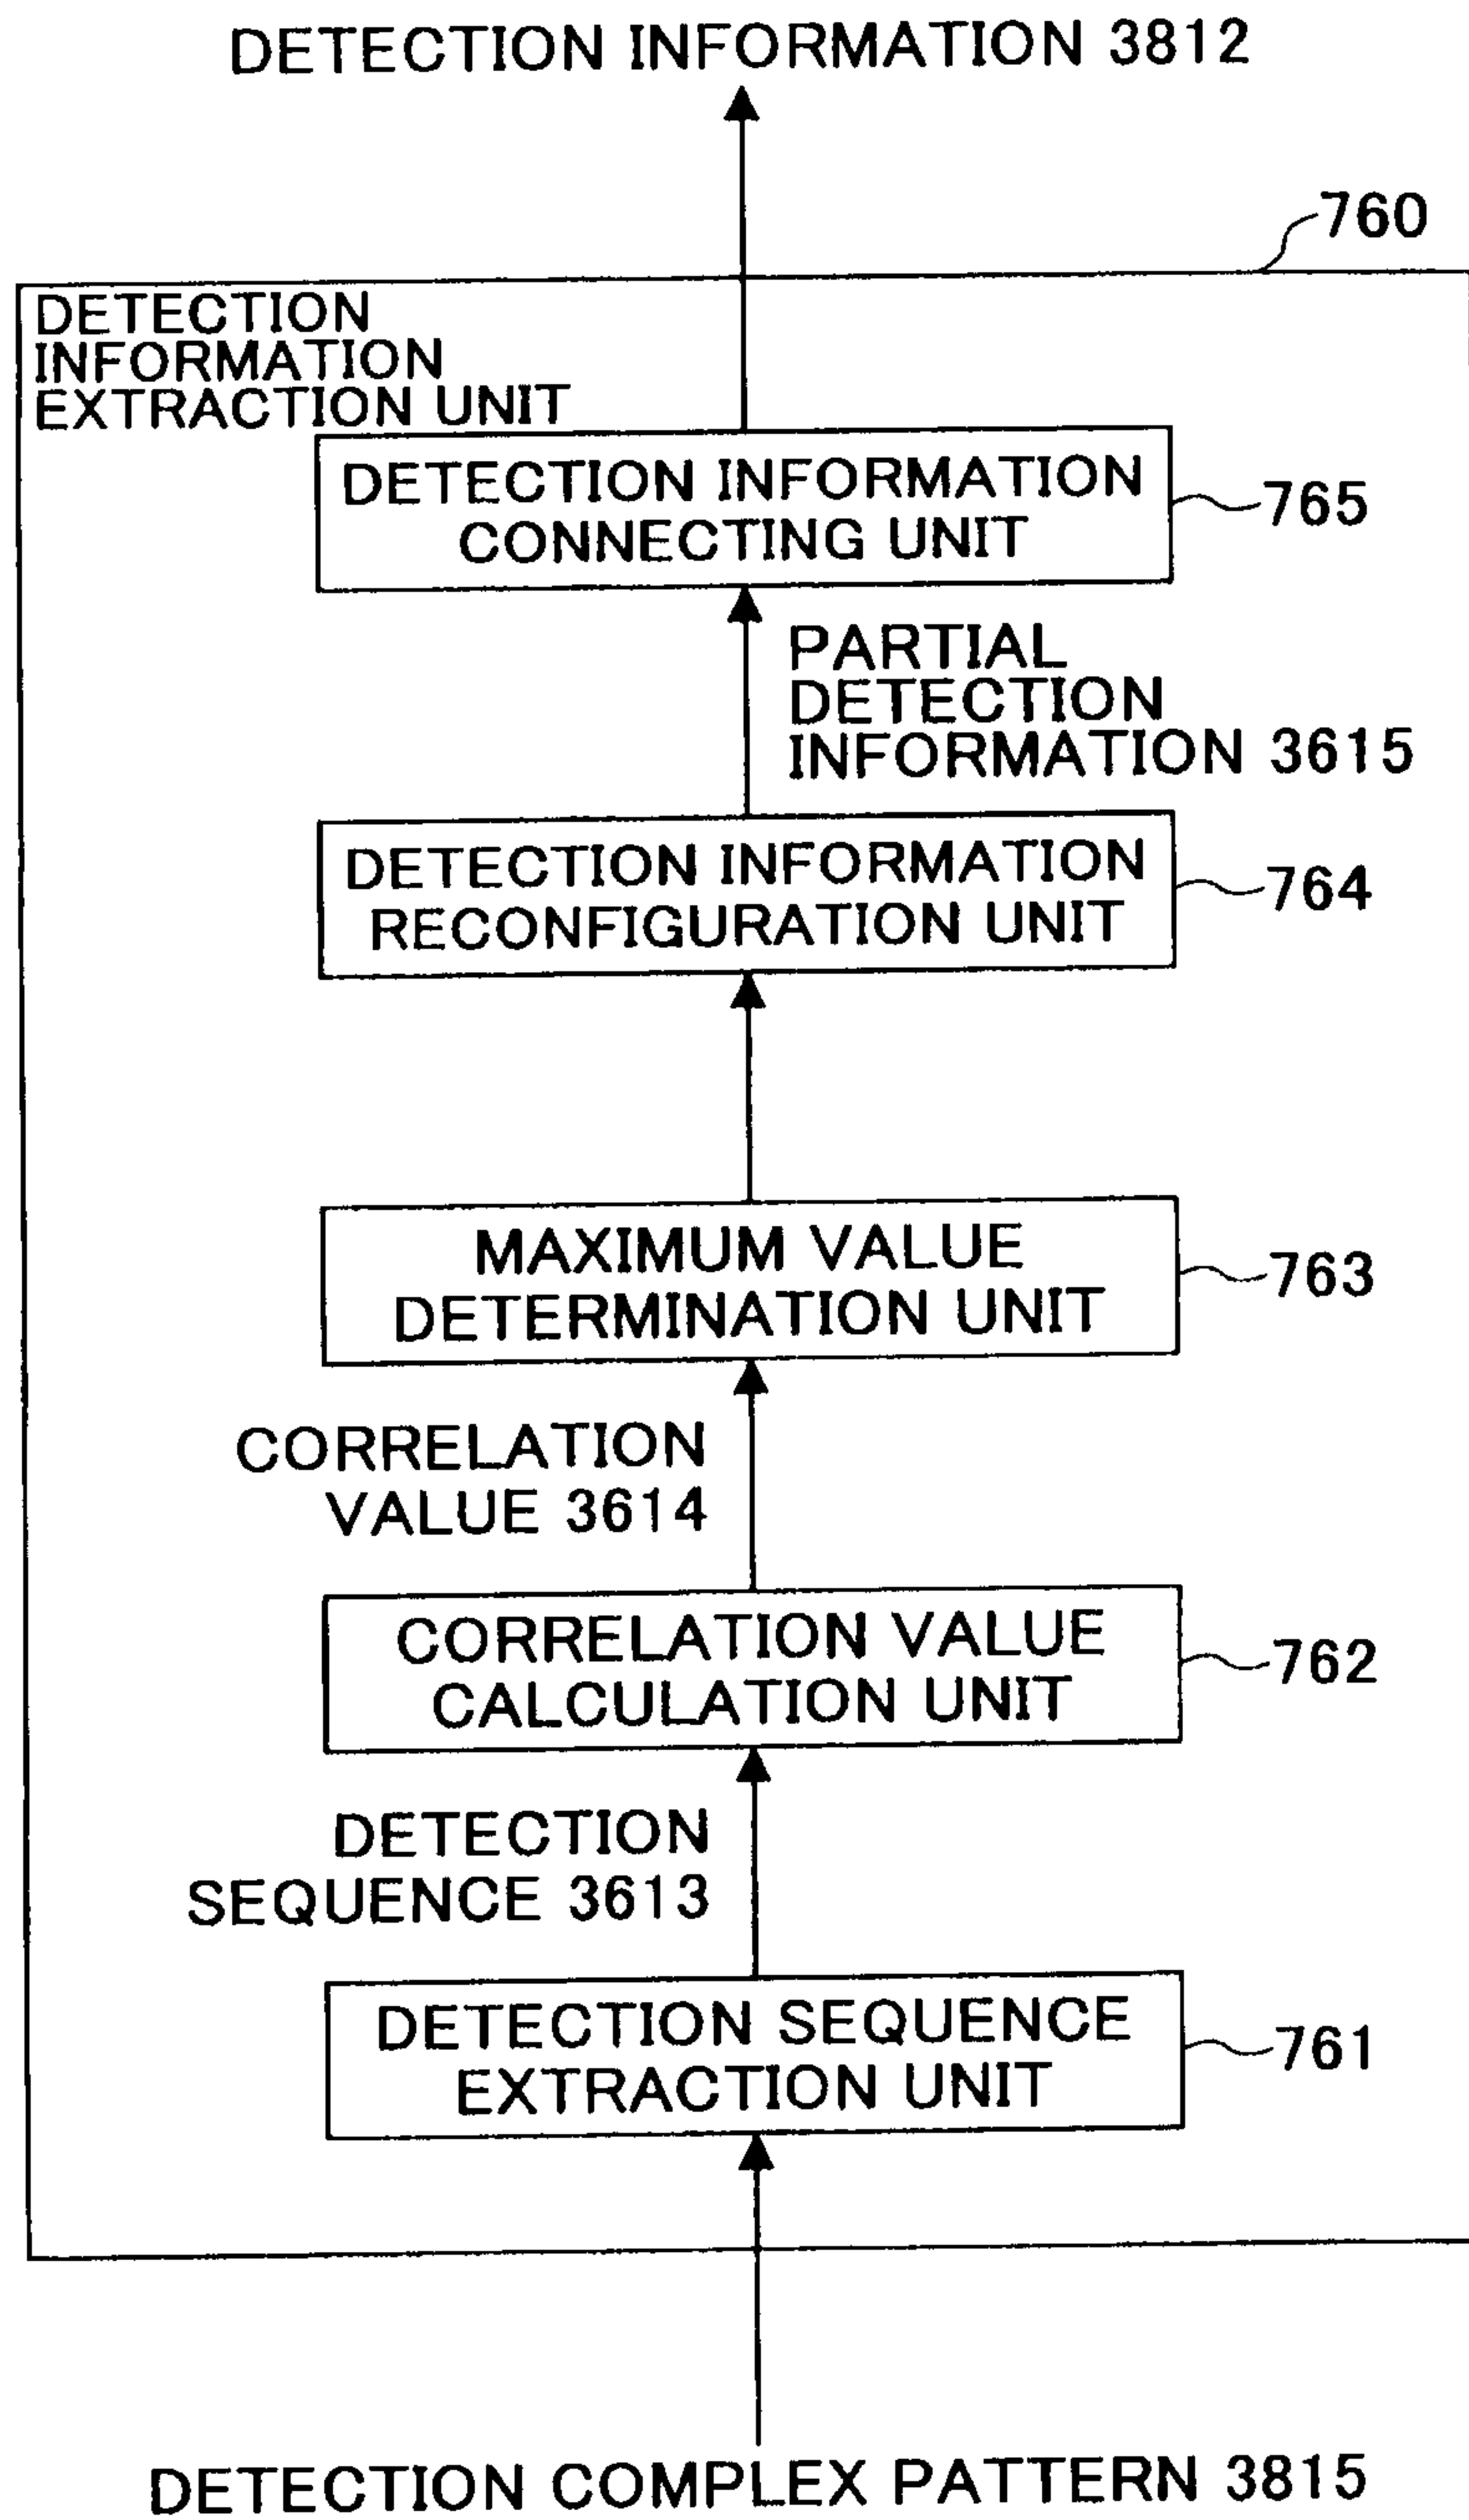 DETECTION INFORMATION 3812
760
DETECTION
INFORMATION
EXTRACTION UNIT
DETECTION INFORMATION
CONNECTING UNIT
765
PARTIAL
DETECTION
INFORMATION 3615
DETECTION INFORMATION
RECONFIGURATION UNIT
764
MAXIMUM VALUE
DETERMINATION UNIT
763
CORRELATION
VALUE 3614
CORRELATION VALUE
CALCULATION UNIT
762
DETECTION
SEQUENCE 3613
DETECTION SEQUENCE
EXTRACTION UNIT
761
DETECTION COMPLEX PATTERN 3815